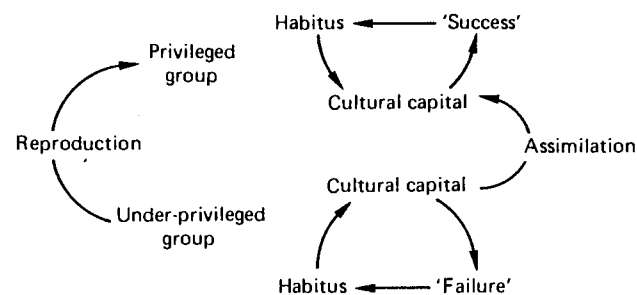 Habitus
'Success'
Privileged
group
Cultural capital
Reproduction
Assimilation
Cultural capital
Under-privileged
group
Habitus
'Failure'